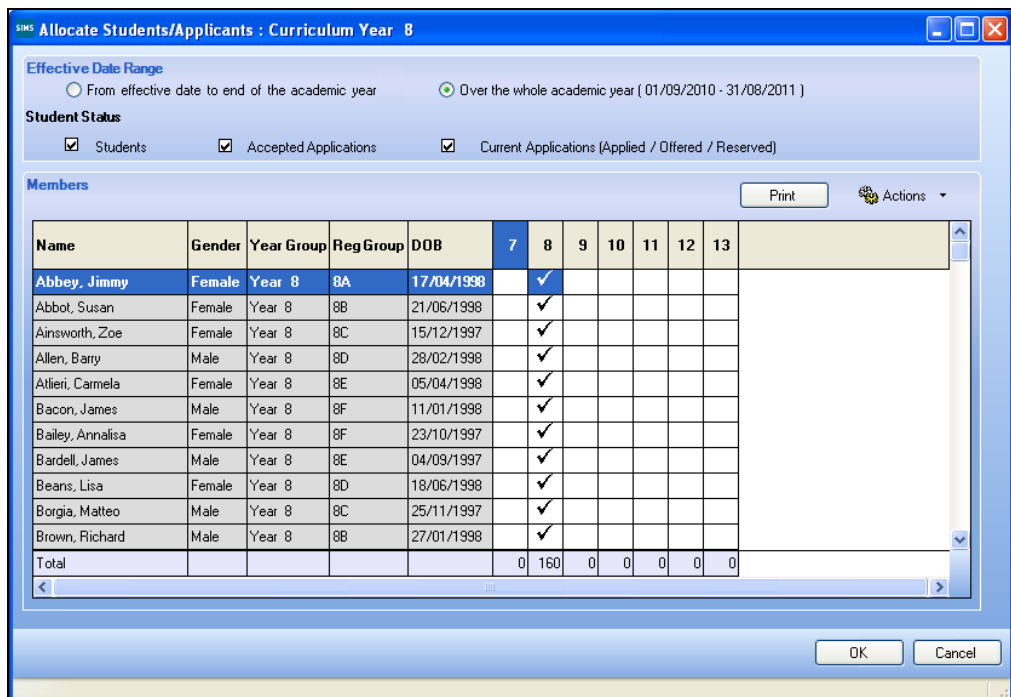 SIMS Allocate Students/Applicants : Curriculum Year 8
Effective Date Range
From effective date to end of the academic year Over the whole academic year ( 01/09/2010 - 31/08/2011 )
Student Status
Students Accepted Applications Current Applications (Applied / Offered / Reserved)
Members
Print Actions
Name Gender Year Group Reg Group DOB 7 8 9 10 11 12 13
Abbey, Jimmy Female Year 8 8A 17/04/1998
Abbot, Susan Female Year 8 8B 21/06/1998
Ainsworth, Zoe Female Year 8 8C 15/12/1997
Allen, Barry Male Year 8 8D 28/02/1998
Atlieri, Carmela Female Year 8 8E 05/04/1998
Bacon, James Male Year 8 8F 11/01/1998
Bailey, Annalisa Female Year 8 8F 23/10/1997
Bardell, James Male Year 8 8E 04/09/1997
Beans, Lisa Female Year 8 8D 18/06/1998
Borgia, Matteo Male Year 8 8C 25/11/1997
Brown, Richard Male Year 8 8B 27/01/1998
Total 0 160 0 0 0 0 0
OK Cancel